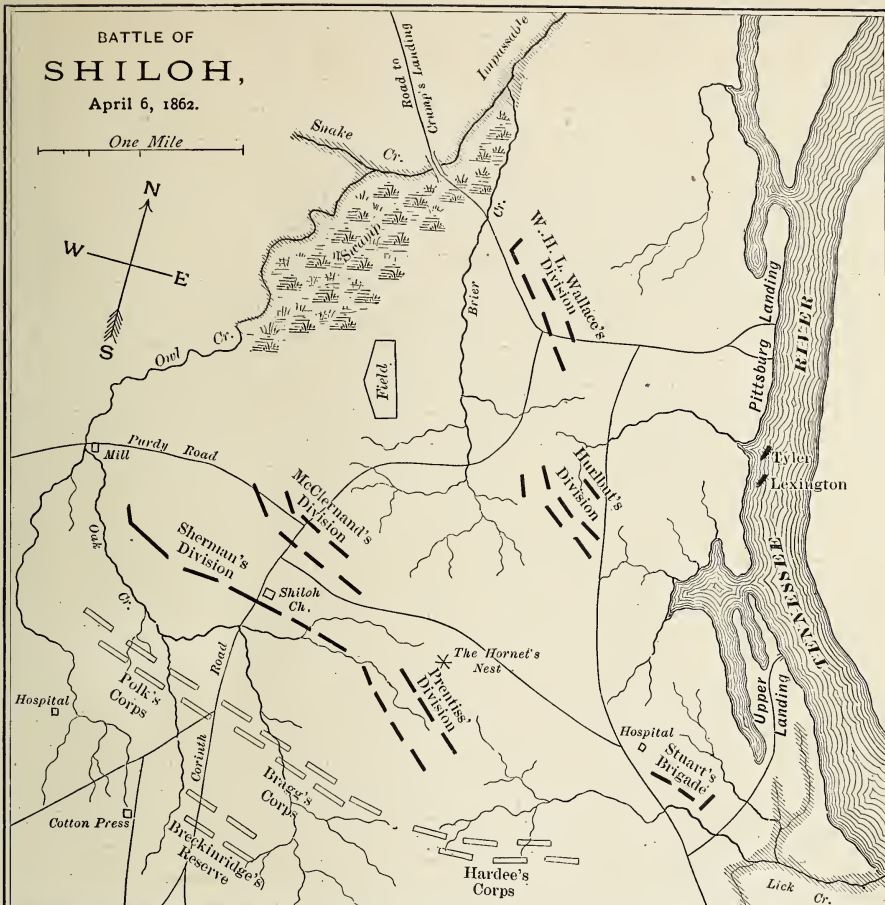 BATTLE OF
SHILOH,
April 6, 1862.
One Mile
N
W
E
S
Road to
Crump's Landing
Impassable
Snake
Cr.
Swamp
Owl
Cr.
Cr.
Brier
Field
W. H. L. Wallace's
Division
Pittsburg Landing
TENNESSEE RIVER
Tyler
Lexington
Purdy Road
Mill
McClernand's
Division
Hurlbut's
Division
Sherman's
Division
Oak
Cr.
Shiloh
Ch.
The Hornet's
Nest
Prentiss'
Division
Polk's
Corps
Hospital
Corinth Road
Bragg's
Corps
Cotton Press
Breckinridge's
Reserve
Hardee's
Corps
Hospital
Stuart's
Brigade
Upper
Landing
Lick
Cr.